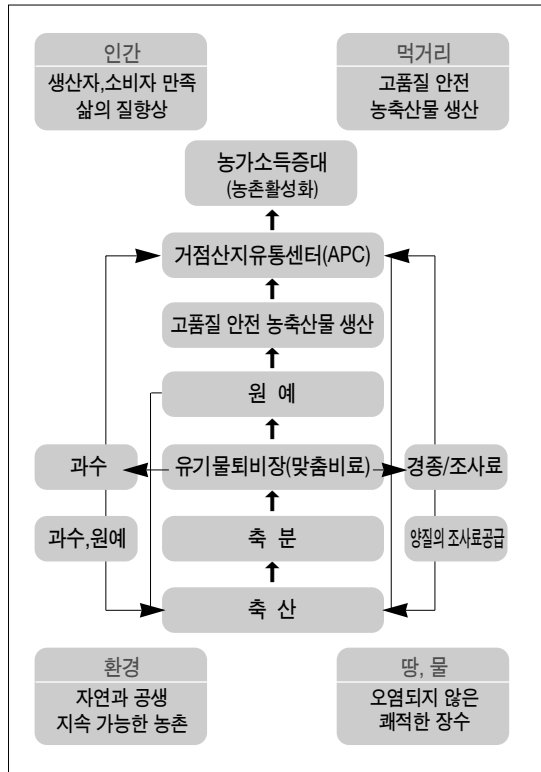 인간
생산자,소비자 만족
삶의 질향상
먹거리
고품질 안전
농축산물 생산
농가소득증대
(농촌활성화)
거점산지유통센터(APC)
고품질 안전 농축산물 생산
원 예
과수
유기물퇴비장(맞춤비료)
경종/조사료
과수,원예
축 분
양질의 조사료공급
축 산
환경
자연과 공생
지속 가능한 농촌
땅, 물
오염되지 않은
쾌적한 장수